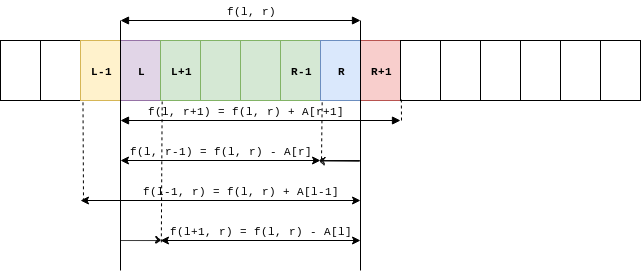 f(l, r)
L-1 L L+1 R-1 R R+1
f(l, r+1) = f(l, r) + A[r+1]
f(l, r-1) = f(l, r) - A[r]
f(l-1, r) = f(l, r) + A[l-1]
f(l+1, r) = f(l, r) - A[l]